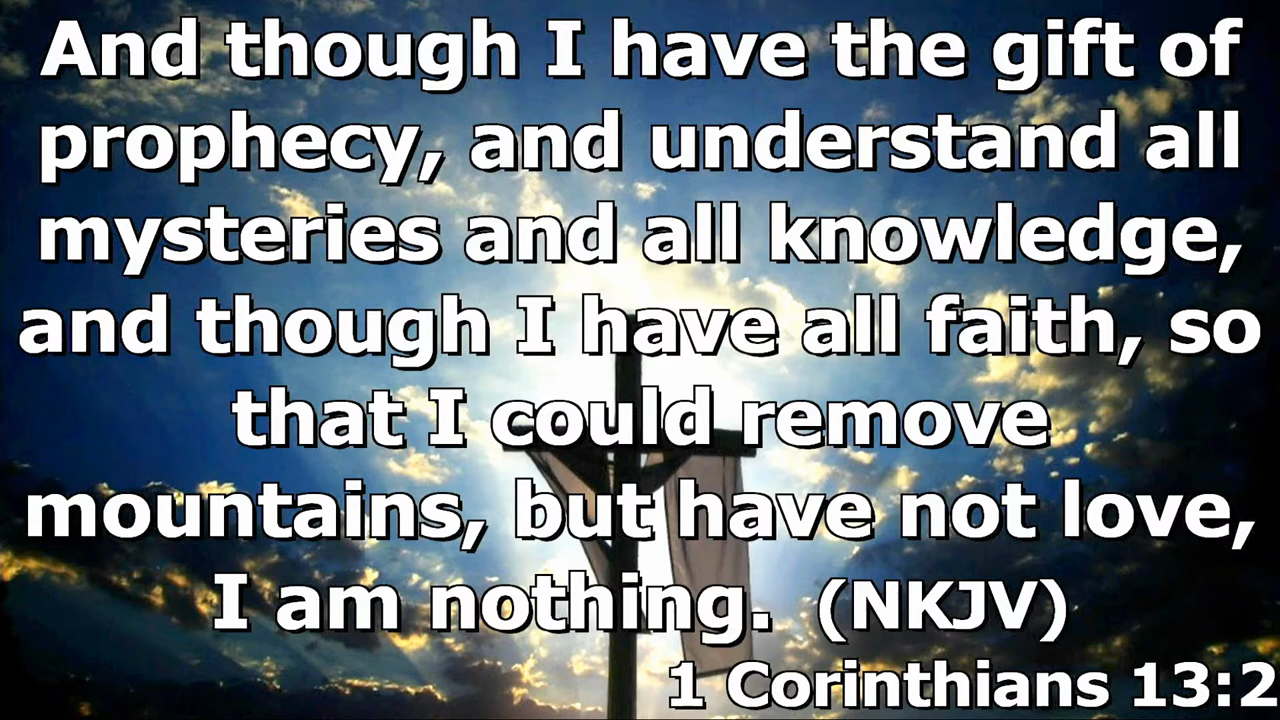 And though I have the gift of
prophecy, and understand all
mysteries and all knowledge,
and though I have all faith, so
that I could remove
mountains, but have not love,
I am nothing. (NKJV)
1 Corinthians 13:2